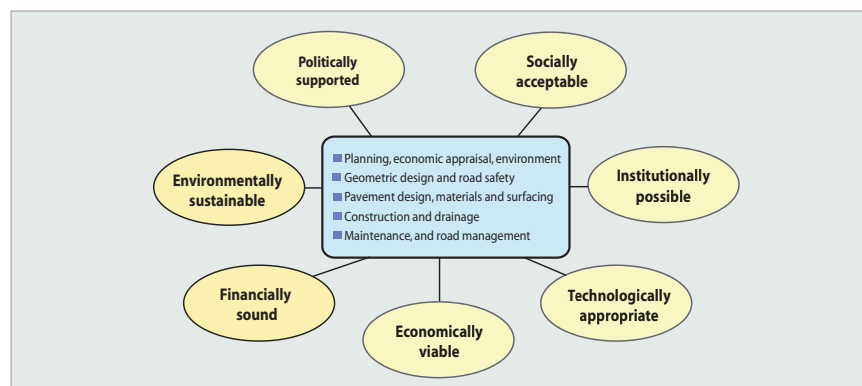 Politically
supported
Socially
acceptable
Environmentally
sustainable
Planning, economic appraisal, environment
Geometric design and road safety
Pavement design, materials and surfacing
Construction and drainage
Maintenance, and road management
Institutionally
possible
Financially
sound
Economically
viable
Technologically
appropriate